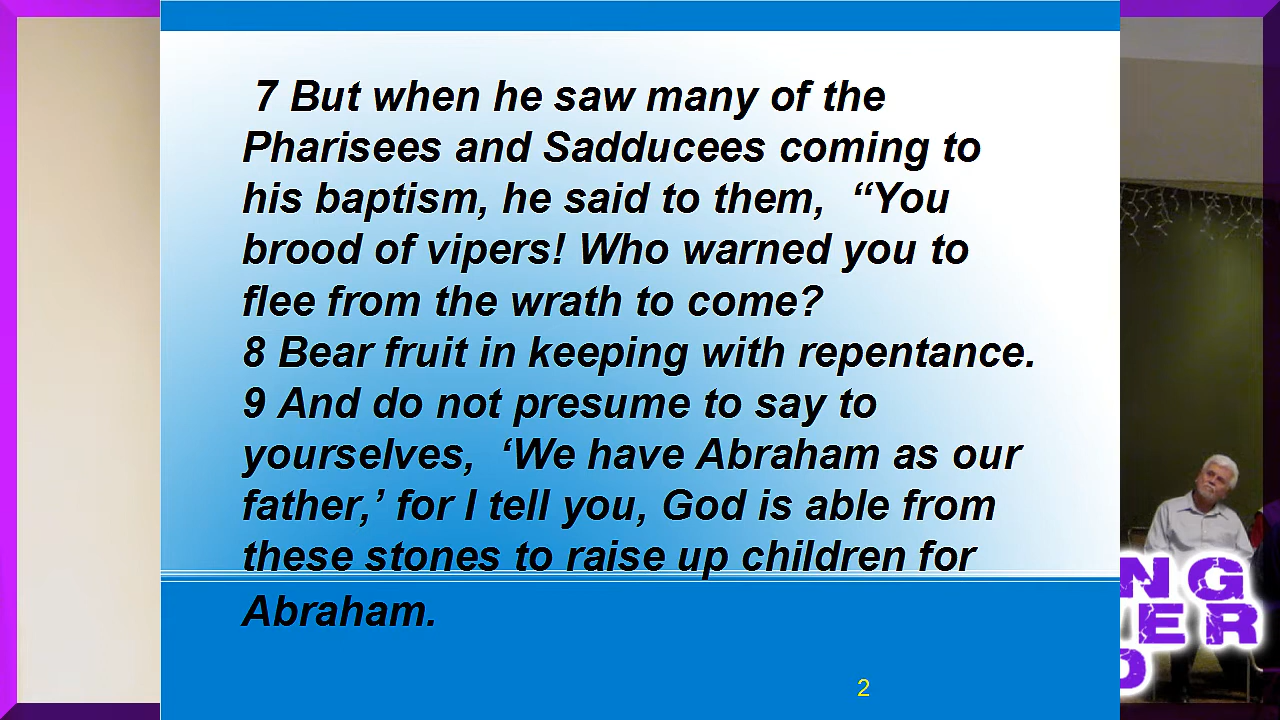 7 But when he saw many of the
Pharisees and Sadducees coming to
his baptism, he said to them,  “You
brood of vipers! Who warned you to
flee from the wrath to come?
8 Bear fruit in keeping with repentance.
9 And do not presume to say to
yourselves,  ‘We have Abraham as our
father,’ for I tell you, God is able from
these stones to raise up children for
Abraham.
2
NG
ER